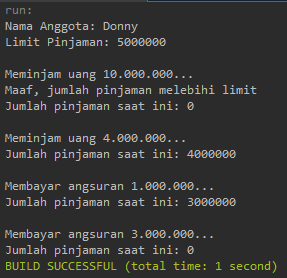 run:
Nama Anggota: Donny
Limit Pinjaman: 5000000
Meminjam uang 10.000.000...
Maaf, jumlah pinjaman melebihi limit
Jumlah pinjaman saat ini: 0
Meminjam uang 4.000.000...
Jumlah pinjaman saat ini: 4000000
Membayar angsuran 1.000.000...
Jumlah pinjaman saat ini: 3000000
Membayar angsuran 3.000.000...
Jumlah pinjaman saat ini: 0
BUILD SUCCESSFUL (total time: 1 second)